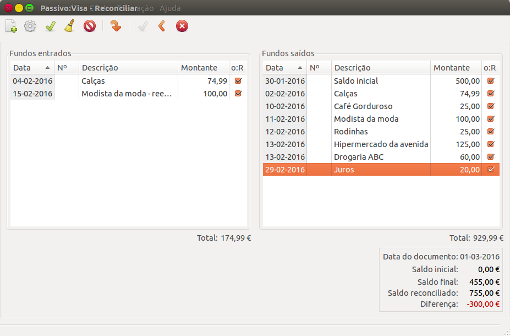 Passivo:Visa - Reconciliar
Ajuda
Fundos entrados
Data Nº Descrição Montante o:R
04-02-2016 Calças 74,99
15-02-2016 Modista da moda - ree... 100,00
Total: 174,99 €
Fundos saídos
Data Nº Descrição Montante o:R
30-01-2016 Saldo inicial 500,00
02-02-2016 Calças 74,99
10-02-2016 Café Gorduroso 25,00
11-02-2016 Modista da moda 100,00
12-02-2016 Rodinhas 25,00
13-02-2016 Hipermercado da avenida 125,00
13-02-2016 Drogaria ABC 60,00
29-02-2016 Juros 20,00
Total: 929,99 €
Data do documento: 01-03-2016
Saldo inicial: 0,00 €
Saldo final: 455,00 €
Saldo reconciliado: 755,00 €
Diferença: -300,00 €